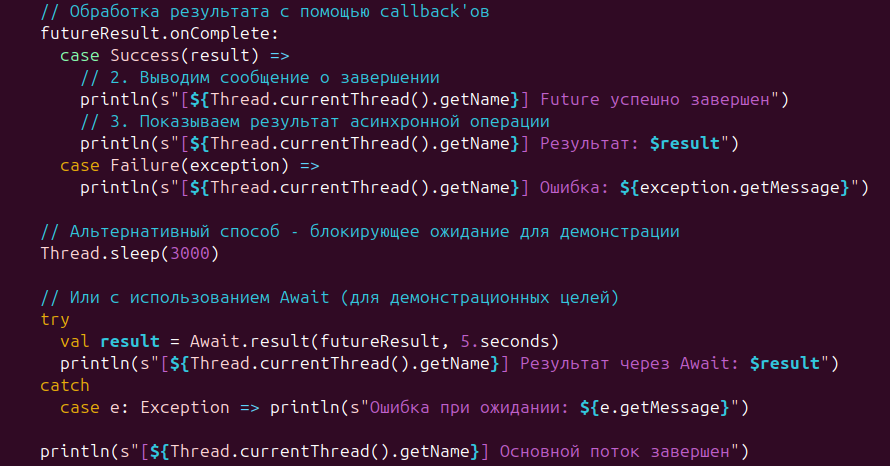 // Обработка результата с помощью callback'ов
futureResult.onComplete:
  case Success(result) =>
    // 2. Выводим сообщение о завершении
    println(s"[${Thread.currentThread().getName}] Future успешно завершен")
    // 3. Показываем результат асинхронной операции
    println(s"[${Thread.currentThread().getName}] Результат: $result")
  case Failure(exception) =>
    println(s"[${Thread.currentThread().getName}] Ошибка: ${exception.getMessage}")

// Альтернативный способ - блокирующее ожидание для демонстрации
Thread.sleep(3000)

// Или с использованием Await (для демонстрационных целей)
try
  val result = Await.result(futureResult, 5.seconds)
  println(s"[${Thread.currentThread().getName}] Результат через Await: $result")
catch
  case e: Exception => println(s"Ошибка при ожидании: ${e.getMessage}")

println(s"[${Thread.currentThread().getName}] Основной поток завершен")